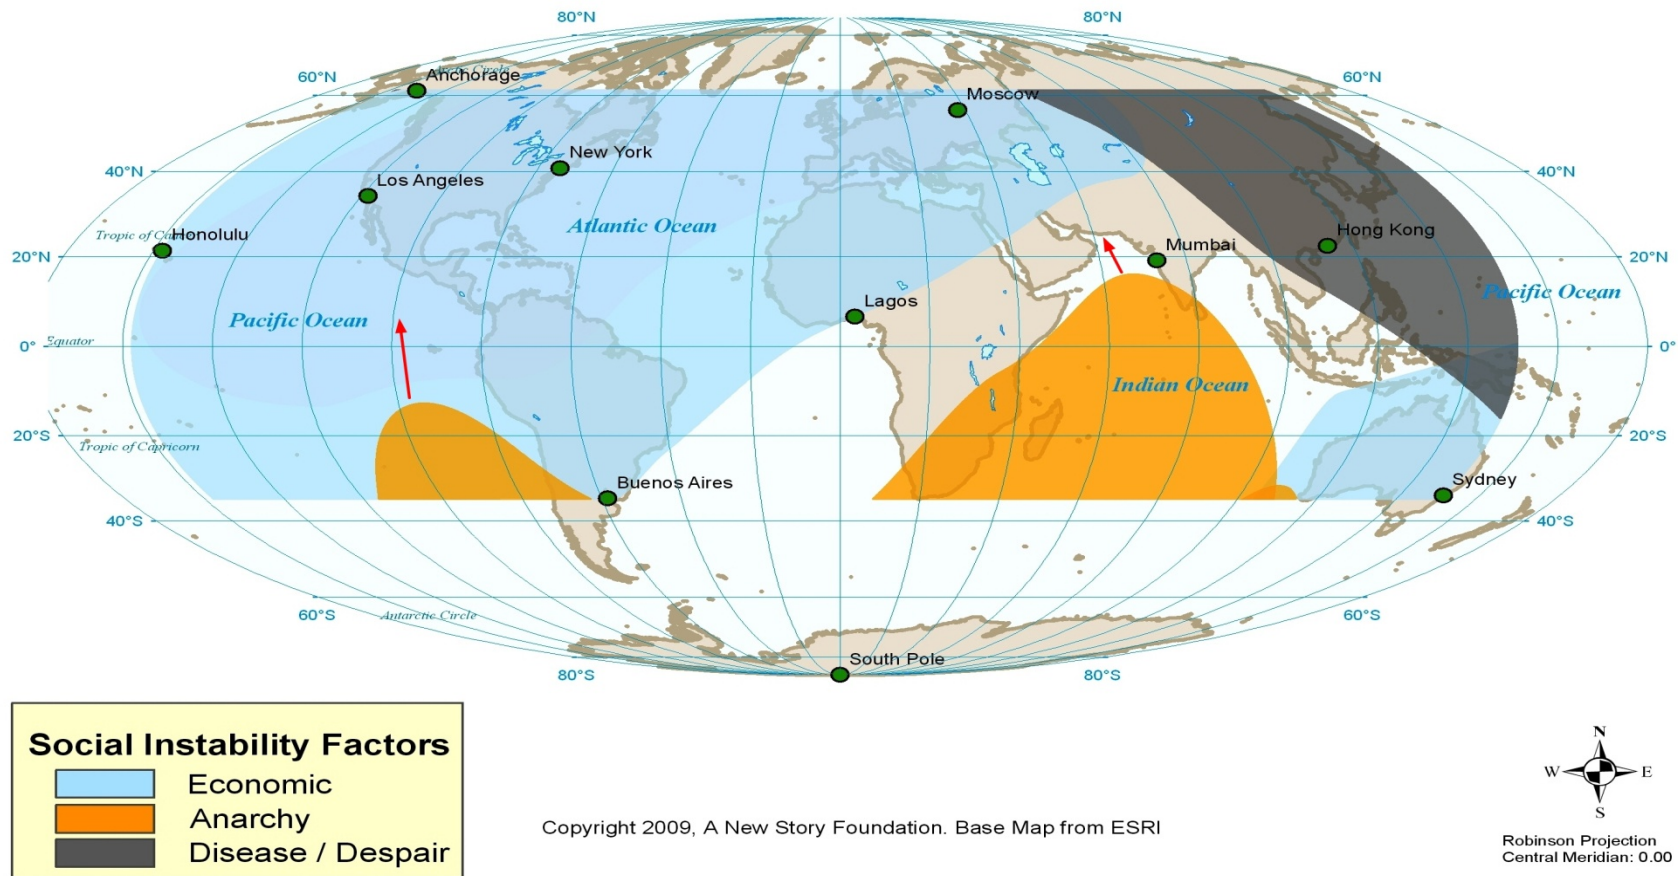 80°N 80°N
60°N 60°N
Arctic Circle
Anchorage
Moscow
New York
40°N 40°N
Los Angeles
Atlantic Ocean
Hong Kong
Honolulu
Mumbai
20°N 20°N
Pacific Ocean
Lagos
Pacific Ocean
Equator
0° 0°
Indian Ocean
20°S 20°S
Tropic of Capricorn
Buenos Aires
Sydney
40°S 40°S
60°S 60°S
Antarctic Circle
South Pole
80°S 80°S
Social Instability Factors
Economic
Anarchy
Disease / Despair
Copyright 2009, A New Story Foundation. Base Map from ESRI
N
W E
S
Robinson Projection
Central Meridian: 0.00